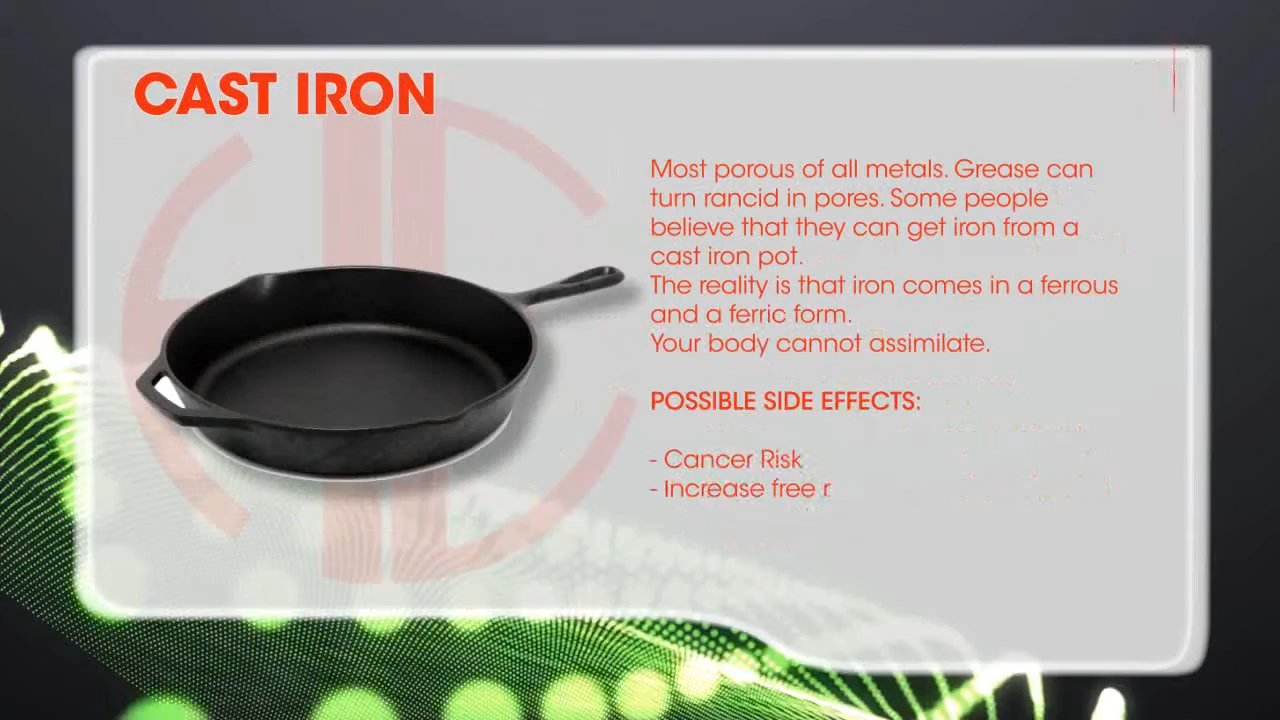 CAST IRON
Most porous of all metals. Grease can
turn rancid in pores. Some people
believe that they can get iron from a
cast iron pot.
The reality is that iron comes in a ferrous
and a ferric form.
Your body cannot assimilate.
POSSIBLE SIDE EFFECTS:
- Cancer Risk
- Increase free r